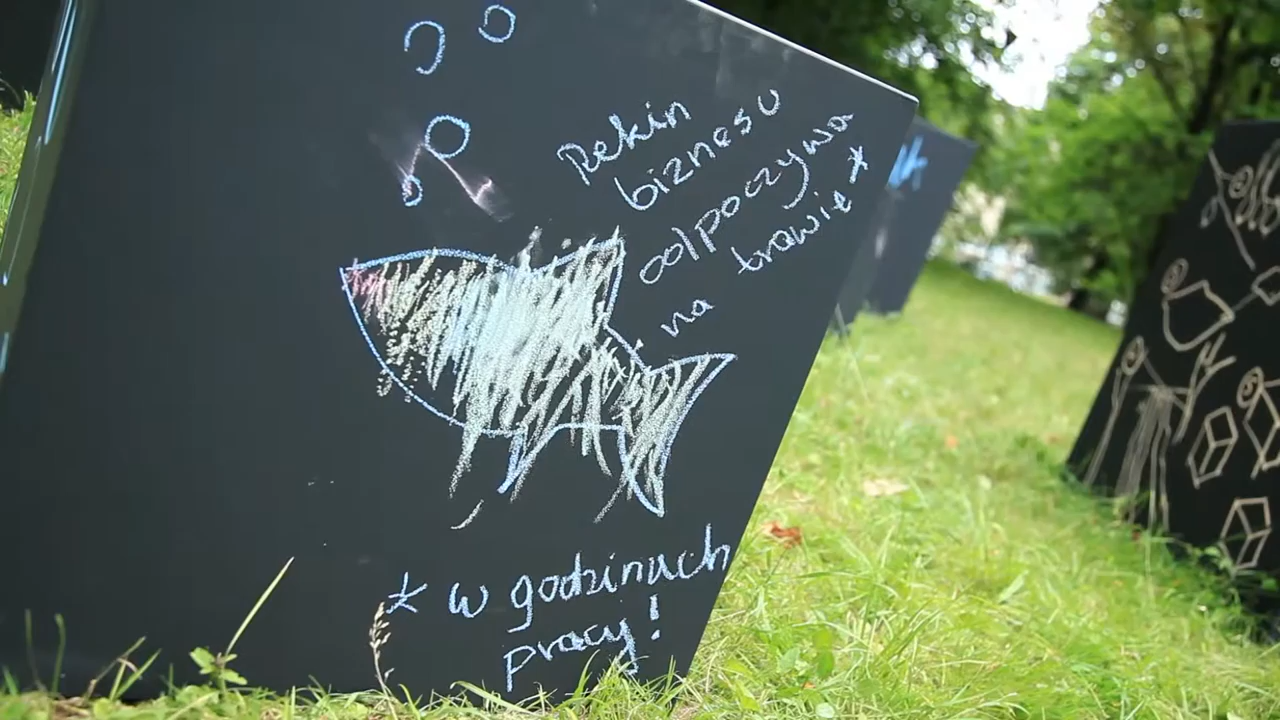 Rekin
biznesu
odpoczywa
na trawie *
* w godzinach
pracy!